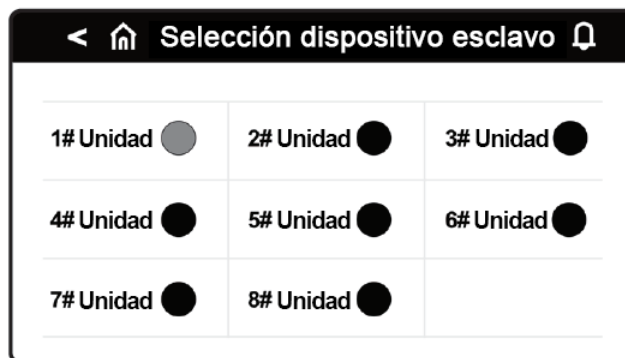 < Selección dispositivo esclavo
1# Unidad 2# Unidad 3# Unidad
4# Unidad 5# Unidad 6# Unidad
7# Unidad 8# Unidad